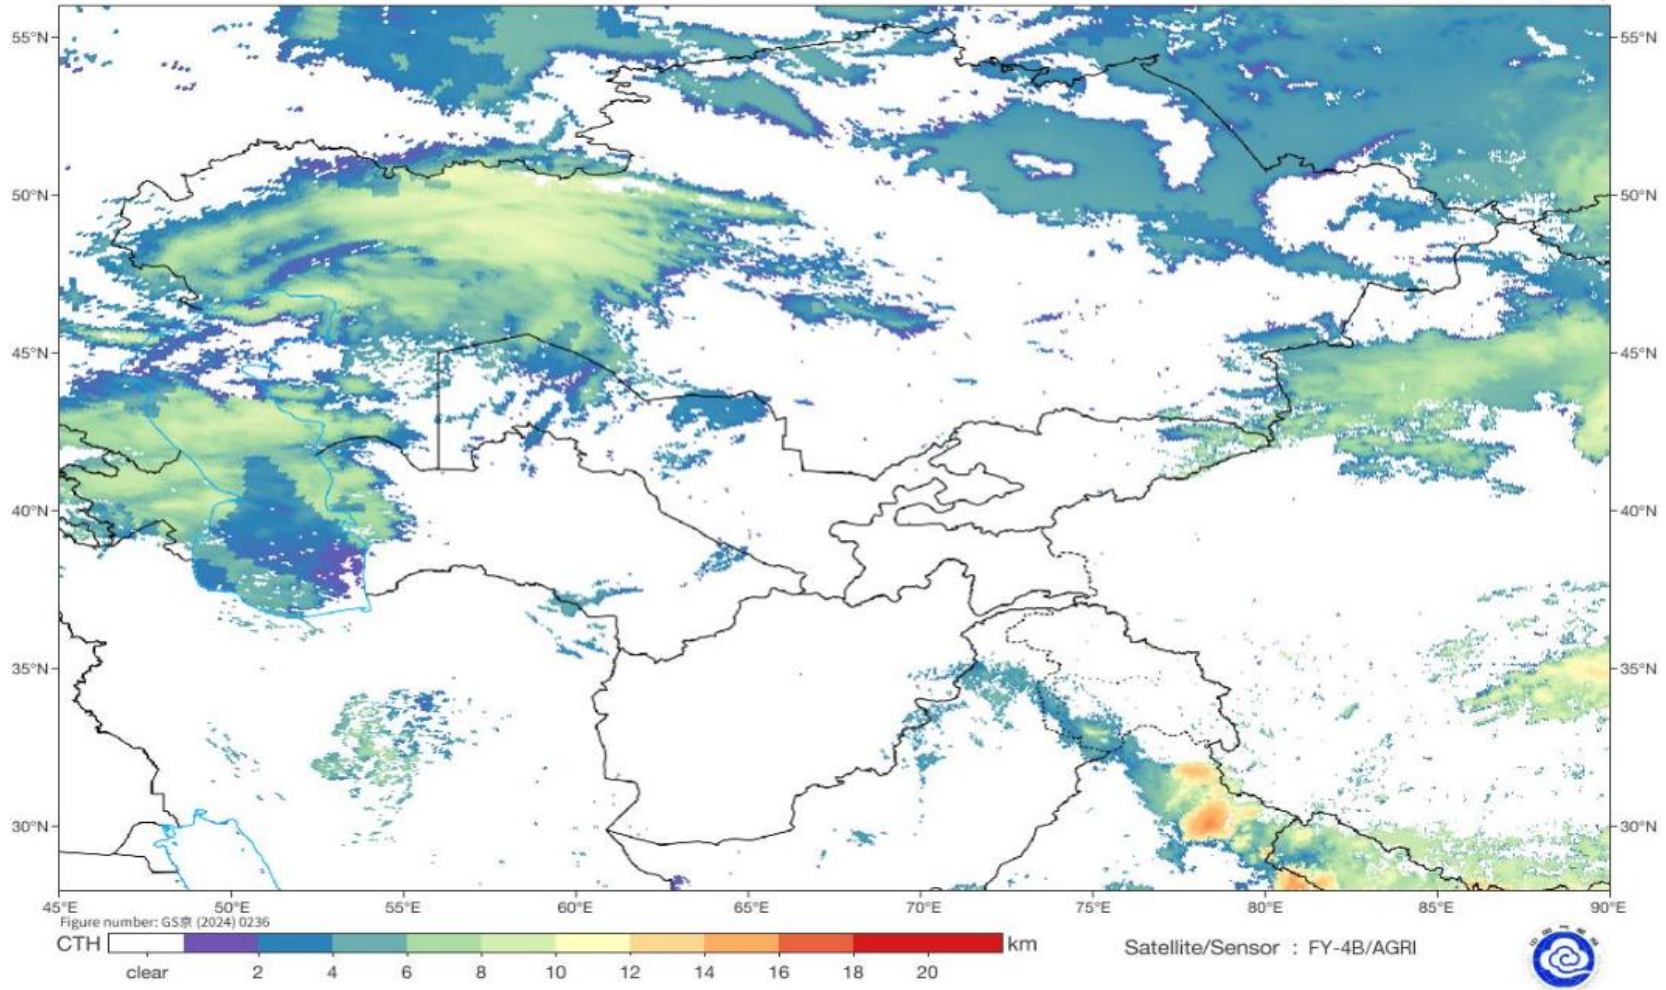 55°N 55°N
50°N 50°N
45°N 45°N
40°N 40°N
35°N 35°N
30°N 30°N
45°E 50°E 55°E 60°E 65°E 70°E 75°E 80°E 85°E 90°E
Figure number: GS京 (2024) 0236
CTH km Satellite/Sensor : FY-4B/AGRI
clear 2 4 6 8 10 12 14 16 18 20